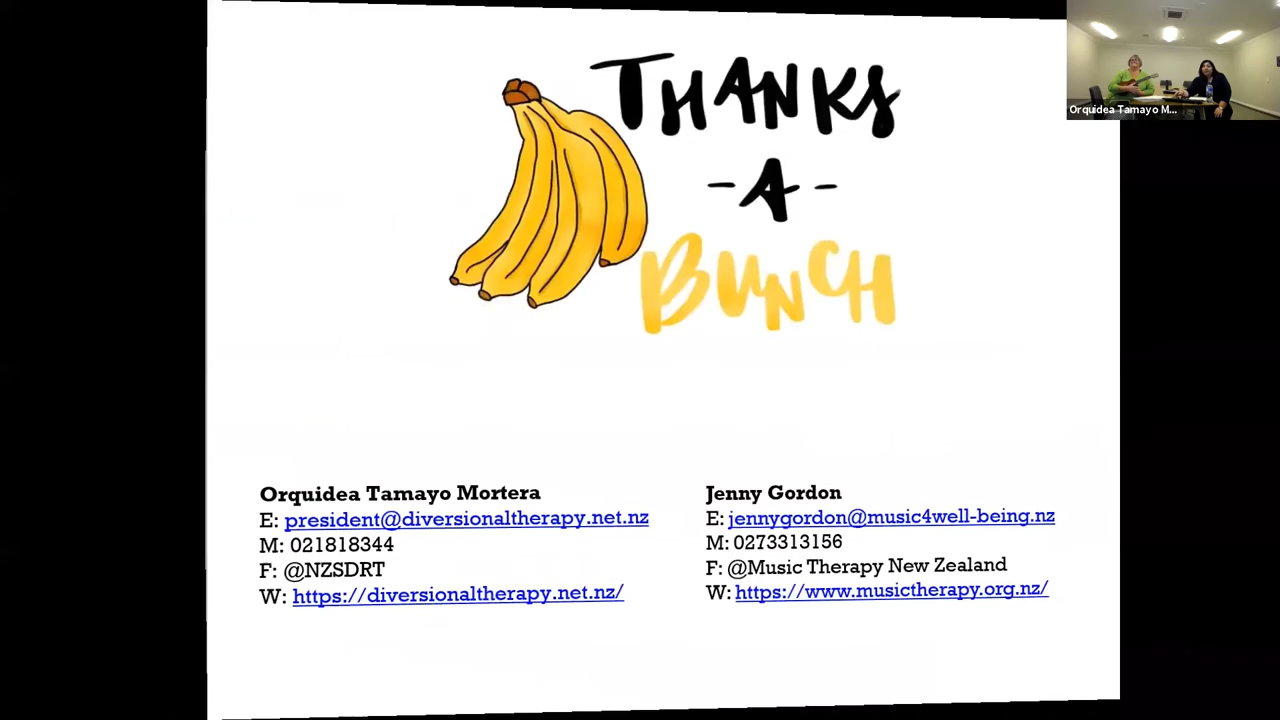 THANKS
-A-
BUNCH
Orquidea Tamayo M...
Orquidea Tamayo Mortera
E: president@diversionaltherapy.net.nz
M: 021818344
F: @NZSDRT
W: https://diversionaltherapy.net.nz/
Jenny Gordon
E: jennygordon@music4well-being.nz
M: 0273313156
F: @Music Therapy New Zealand
W: https://www.musictherapy.org.nz/